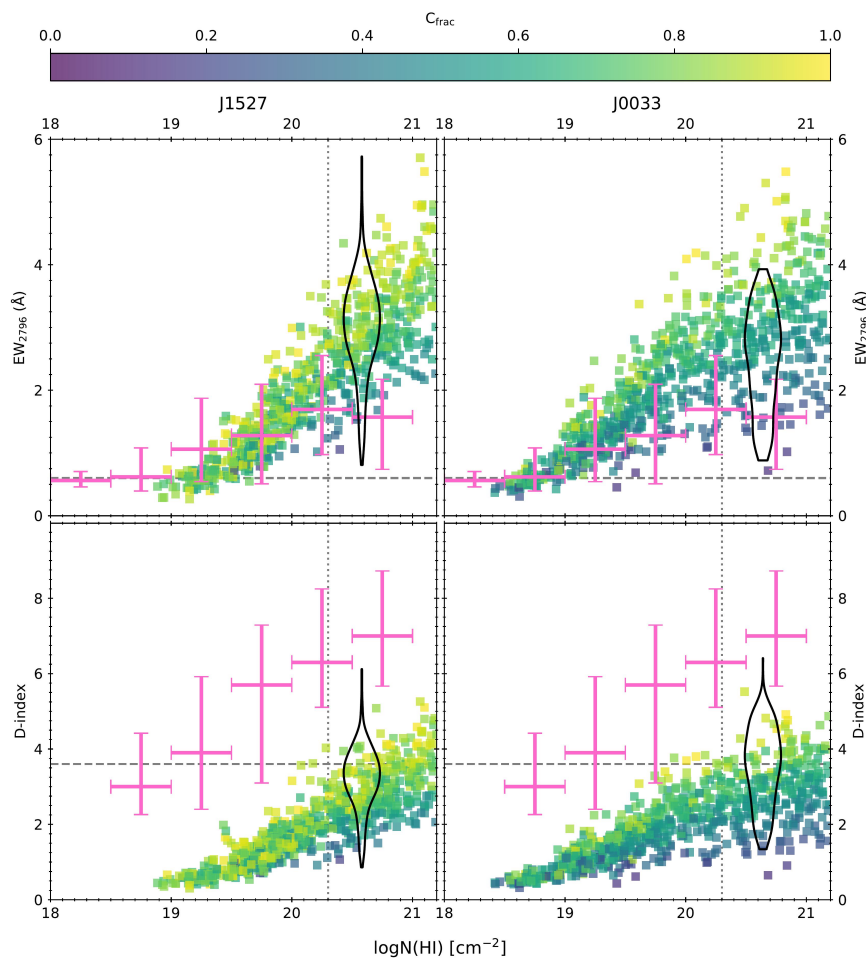 C_frac
0.0 0.2 0.4 0.6 0.8 1.0
J1527 J0033
18 19 20 21 18 19 20 21
6 6
4 4
2 2
0 0
EW_2796 (Å) EW_2796 (Å)
8 8
6 6
4 4
2 2
0 0
D-index D-index
18 19 20 21 18 19 20 21
logN(HI) [cm⁻²]